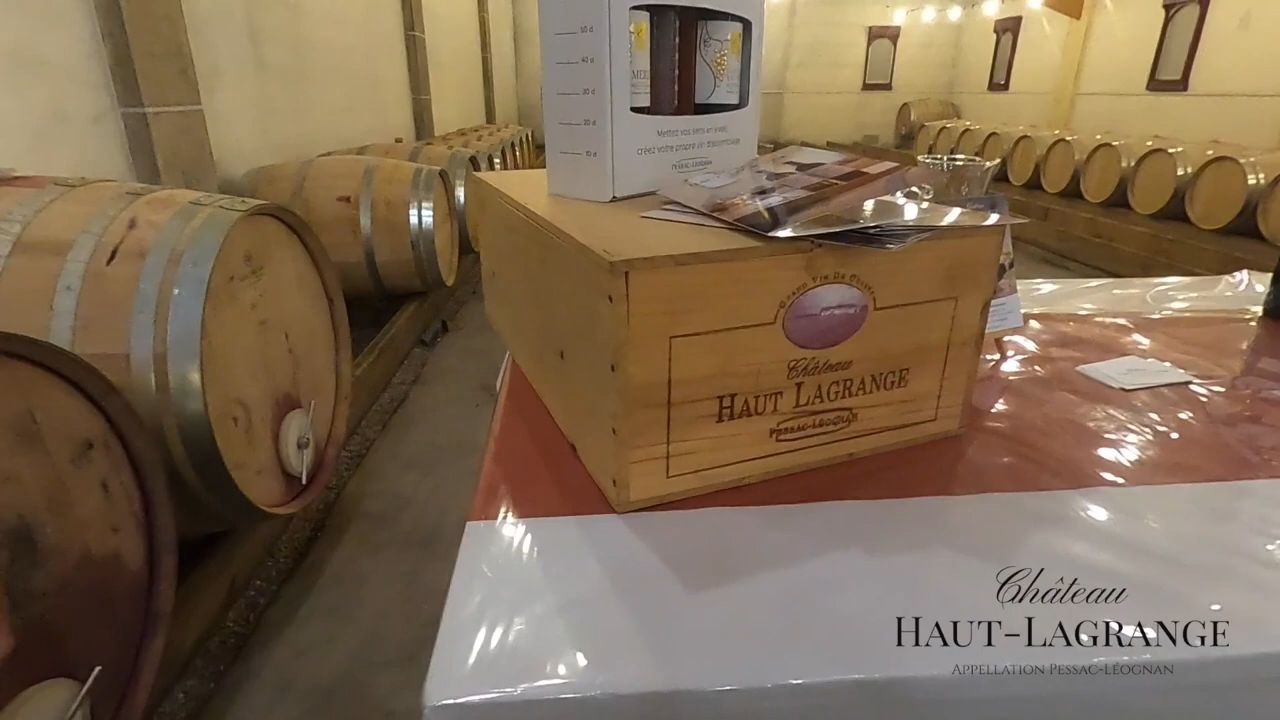 50 cl
40 cl
30 cl
20 cl
10 cl
MER
Mettez vos sens en éveil,
créez votre propre vin d'assemblage
PESSAC-LÉOGNAN
GRAND VIN DE GRAVES
Château
HAUT LAGRANGE
PESSAC-LÉOGNAN
Château
HAUT-LAGRANGE
APPELLATION PESSAC-LÉOGNAN